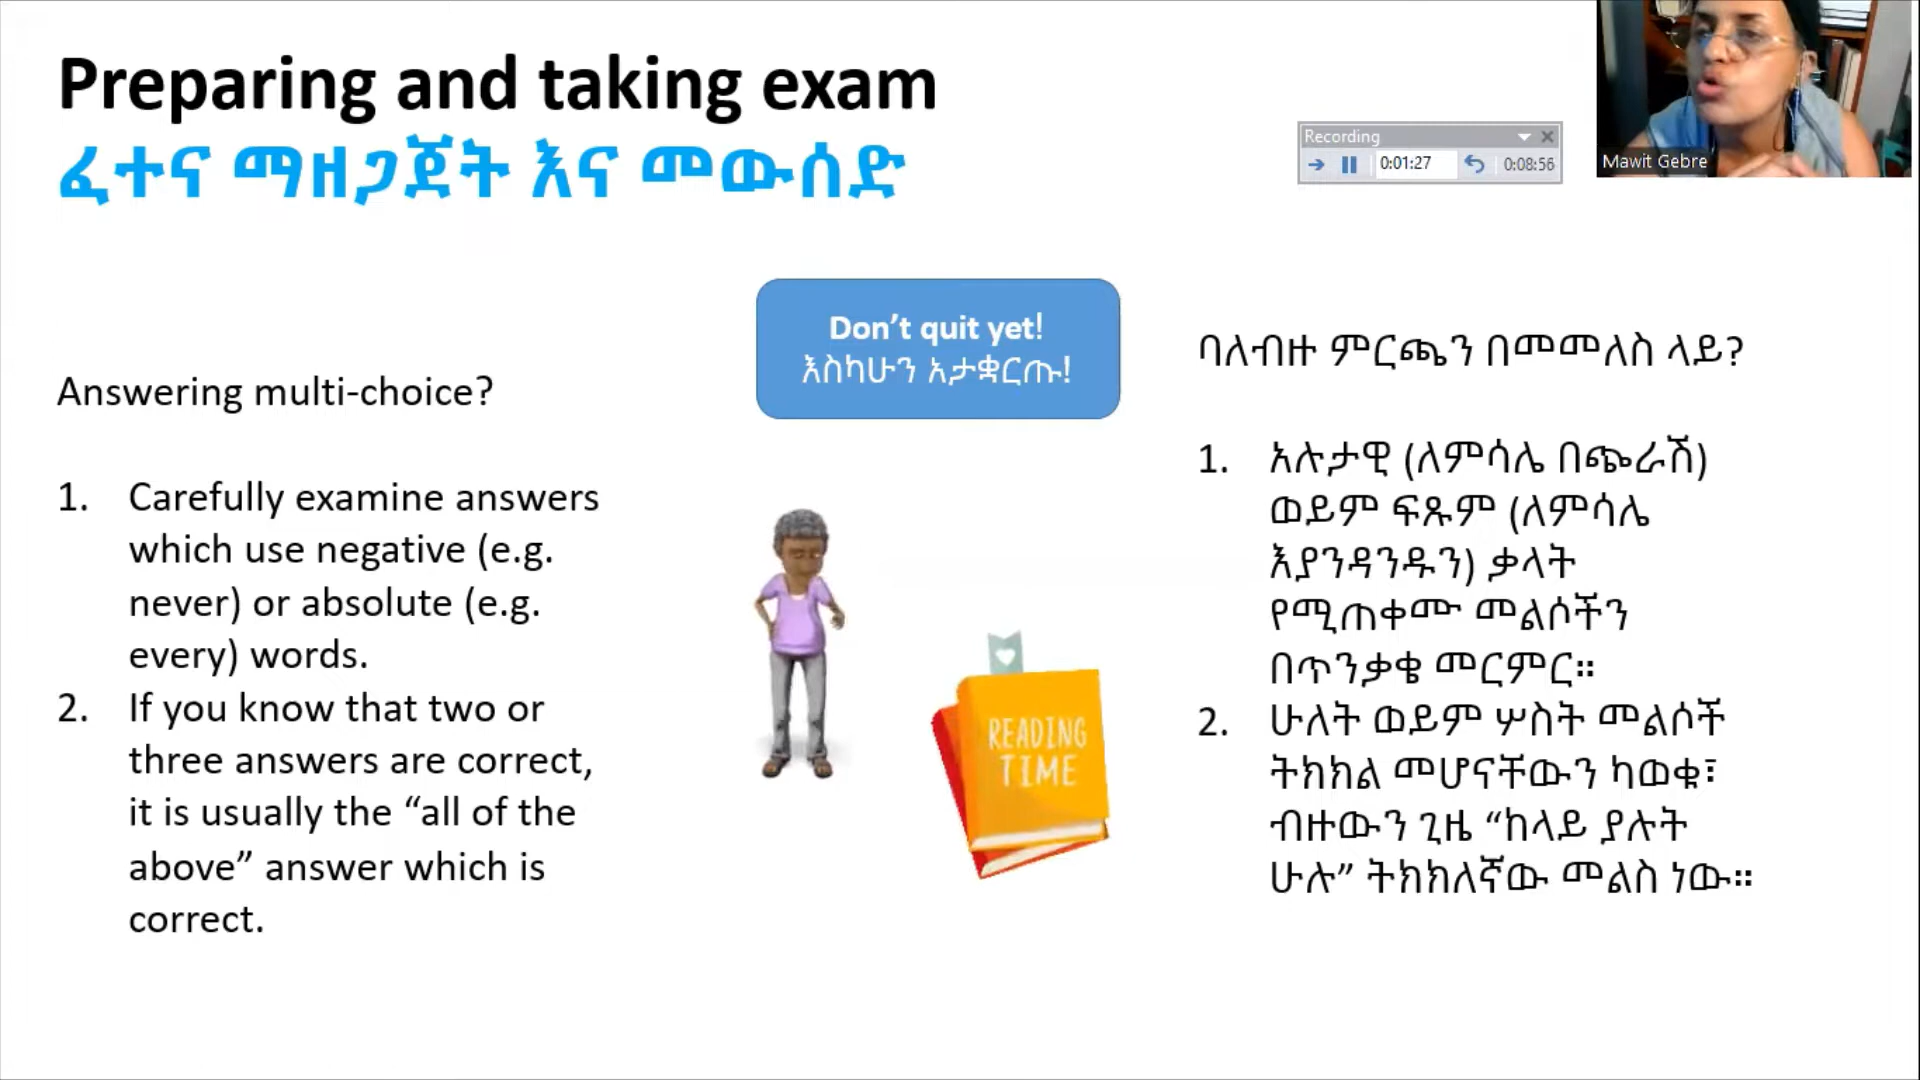 Preparing and taking exam
ፈተና ማዘጋጀት እና መውሰድ
Recording
0:01:27
0:08:56
Mawit Gebre
Don’t quit yet!
እስካሁን አታቋርጡ!
Answering multi-choice?
1. Carefully examine answers
which use negative (e.g.
never) or absolute (e.g.
every) words.
2. If you know that two or
three answers are correct,
it is usually the “all of the
above” answer which is
correct.
READING
TIME
ባለብዙ ምርጫን በመመለስ ላይ?
1. አሉታዊ (ለምሳሌ በጭራሽ)
ወይም ፍጹም (ለምሳሌ
እያንዳንዱን) ቃላት
የሚጠቀሙ መልሶችን
በጥንቃቄ መርምር።
2. ሁለት ወይም ሦስት መልሶች
ትክክል መሆናቸውን ካወቁ፣
ብዙውን ጊዜ “ከላይ ያሉት
ሁሉ” ትክክለኛው መልስ ነው።